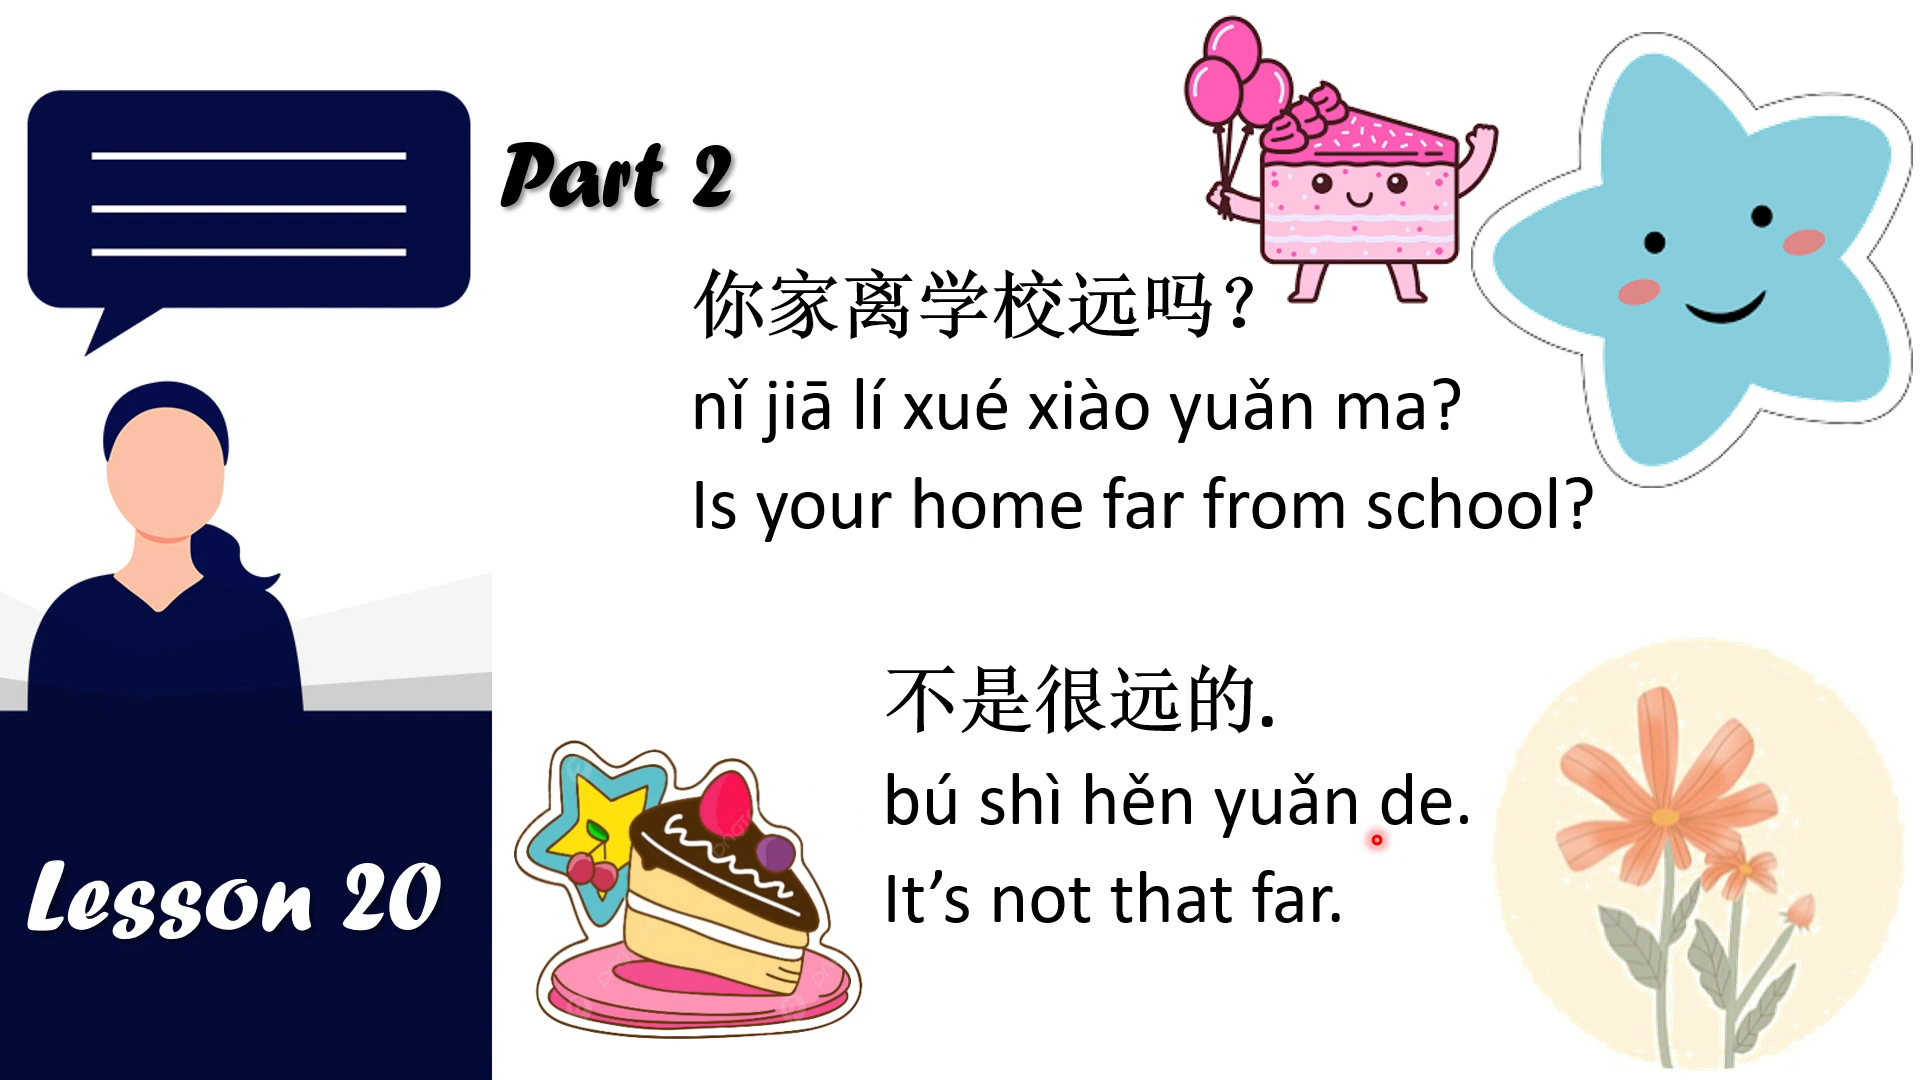 Part 2
你家离学校远吗?
nǐ jiā lí xué xiào yuǎn ma?
Is your home far from school?
不是很远的.
bú shì hěn yuǎn de.
It’s not that far.
Lesson 20